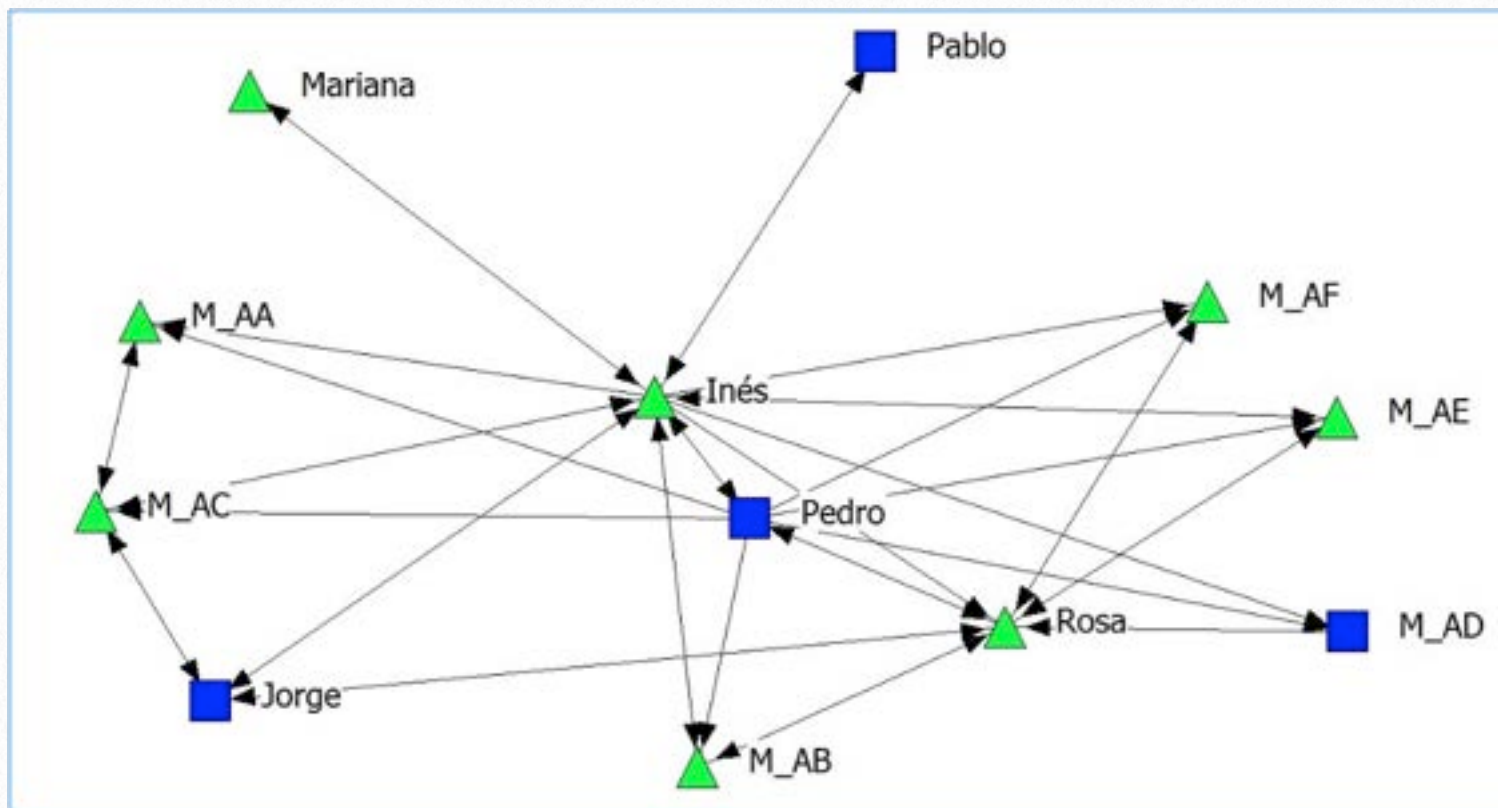 Pablo
Mariana
M_AF
M_AA
Inés
M_AE
M_AC
Pedro
Rosa
M_AD
Jorge
M_AB